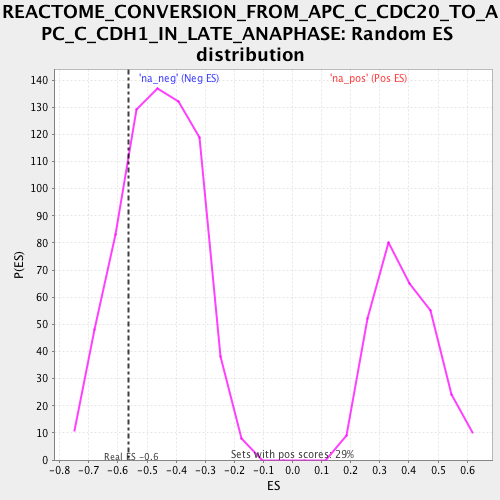 REACTOME_CONVERSION_FROM_APC_C_CDC20_TO_A
PC_C_CDH1_IN_LATE_ANAPHASE: Random ES
distribution
'na_neg' (Neg ES)
'na_pos' (Pos ES)
140
130
120
110
100
90
80
70
60
50
40
30
20
10
0
P(ES)
Real ES -0.6
Sets with pos scores: 29%
-0.8 -0.7 -0.6 -0.5 -0.4 -0.3 -0.2 -0.1 0.0 0.1 0.2 0.3 0.4 0.5 0.6
ES